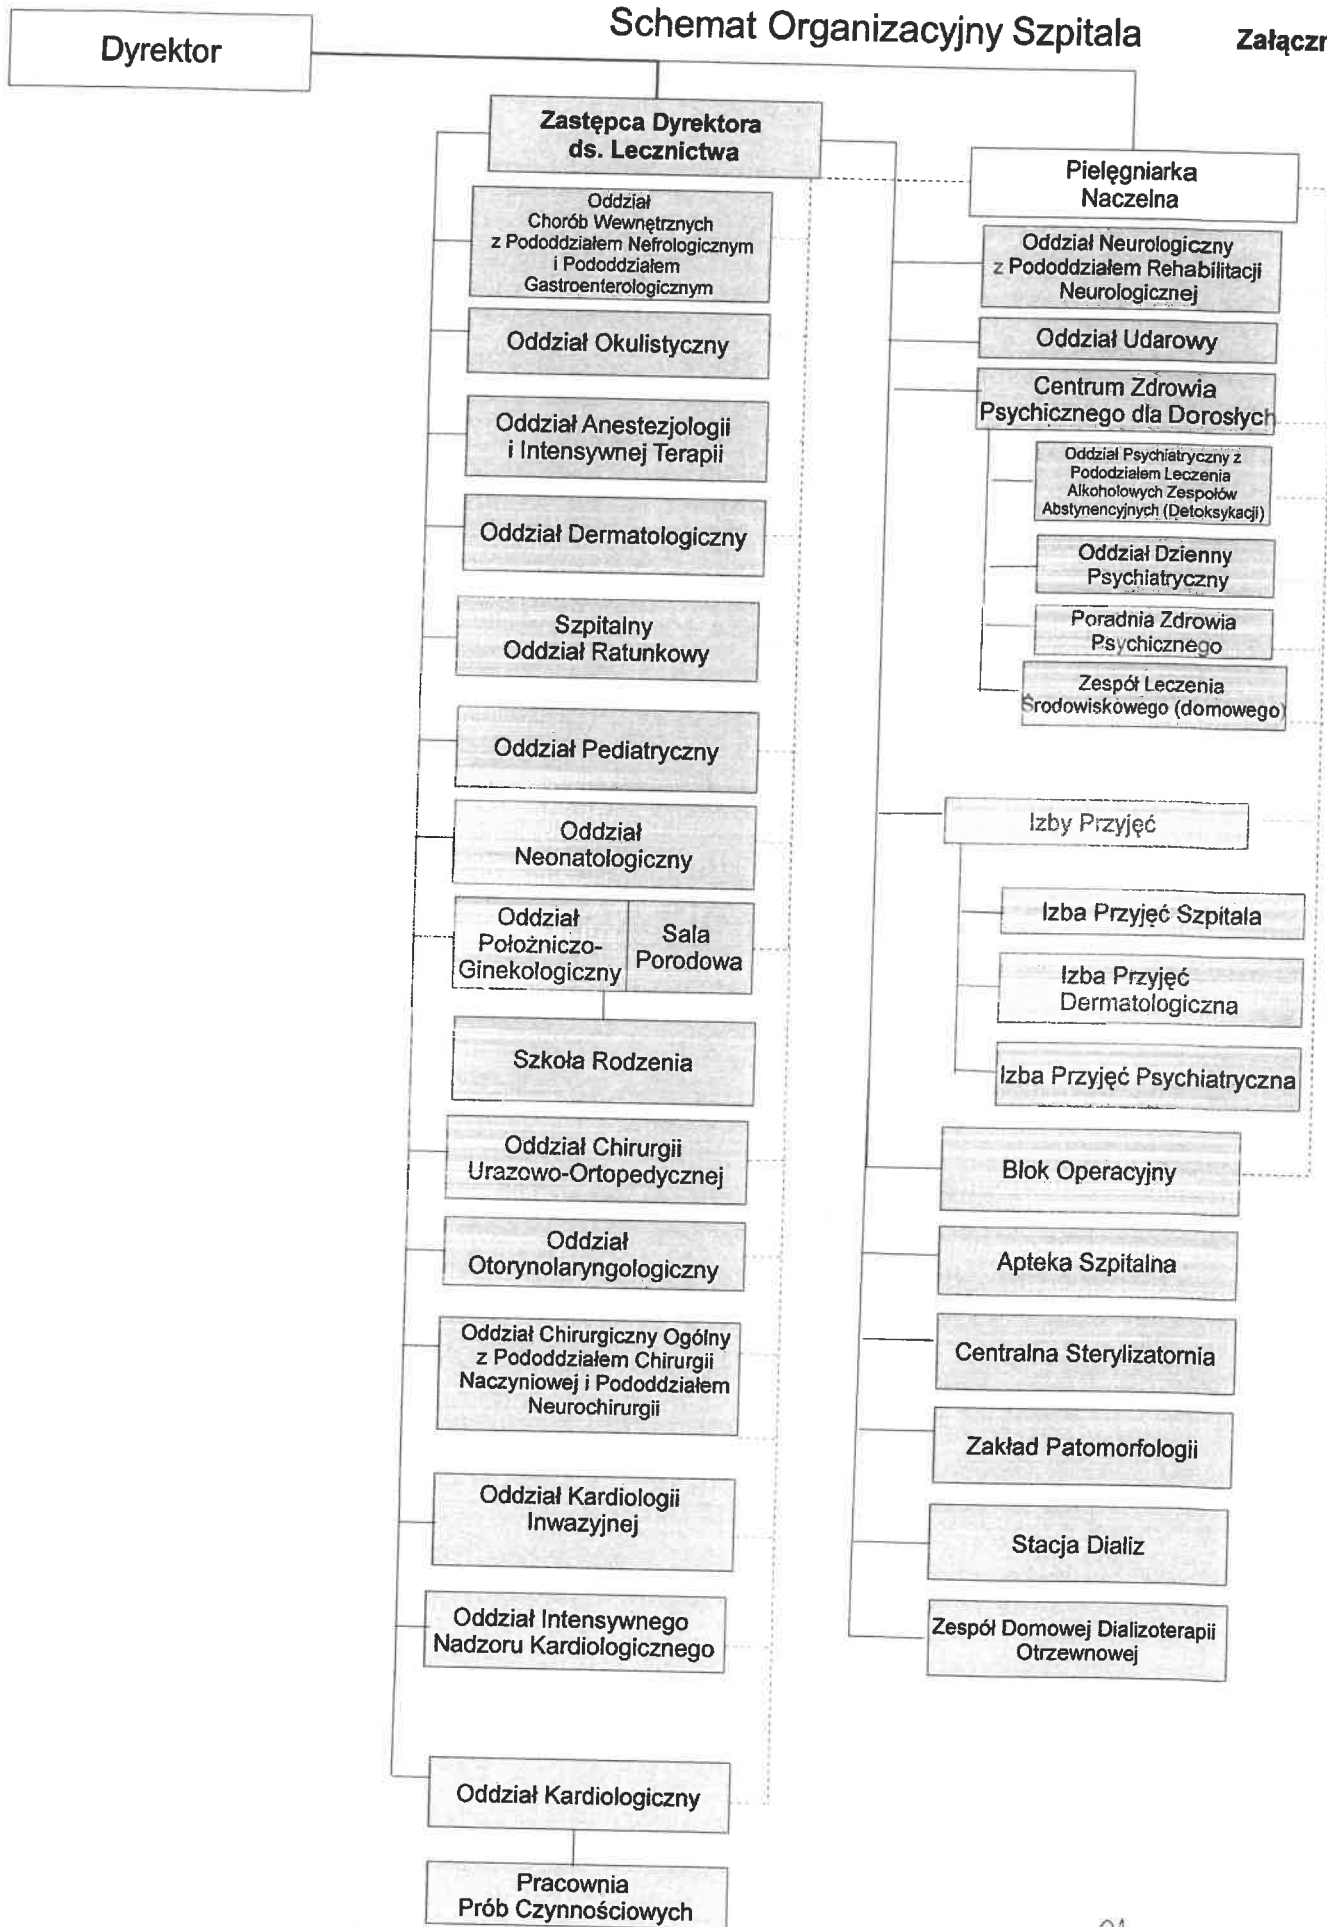 Schemat Organizacyjny Szpitala
Dyrektor
Zastępca Dyrektora
ds. Lecznictwa
Oddział
Chorób Wewnętrznych
z Pododdziałem Nefrologicznym
i Pododdziałem
Gastroenterologicznym
Oddział Okulistyczny
Oddział Anestezjologii
i Intensywnej Terapii
Oddział Dermatologiczny
Szpitalny
Oddział Ratunkowy
Oddział Pediatryczny
Oddział
Neonatologiczny
Oddział
Położniczo-
Ginekologiczny
Sala
Porodowa
Szkoła Rodzenia
Oddział Chirurgii
Urazowo-Ortopedycznej
Oddział
Otorynolaryngologiczny
Oddział Chirurgiczny Ogólny
z Pododdziałem Chirurgii
Naczyniowej i Pododdziałem
Neurochirurgii
Oddział Kardiologii
Inwazyjnej
Oddział Intensywnego
Nadzoru Kardiologicznego
Oddział Kardiologiczny
Pracownia
Prób Czynnościowych
Pielęgniarka
Naczelna
Oddział Neurologiczny
z Pododdziałem Rehabilitacji
Neurologicznej
Oddział Udarowy
Centrum Zdrowia
Psychicznego dla Dorosłych
Oddział Psychiatryczny z
Pododziałem Leczenia
Alkoholowych Zespołów
Abstynencyjnych (Detoksykacji)
Oddział Dzienny
Psychiatryczny
Poradnia Zdrowia
Psychicznego
Zespół Leczenia
Środowiskowego (domowego)
Izby Przyjęć
Izba Przyjęć Szpitala
Izba Przyjęć
Dermatologiczna
Izba Przyjęć Psychiatryczna
Blok Operacyjny
Apteka Szpitalna
Centralna Sterylizatornia
Zakład Patomorfologii
Stacja Dializ
Zespół Domowej Dializoterapii
Otrzewnowej